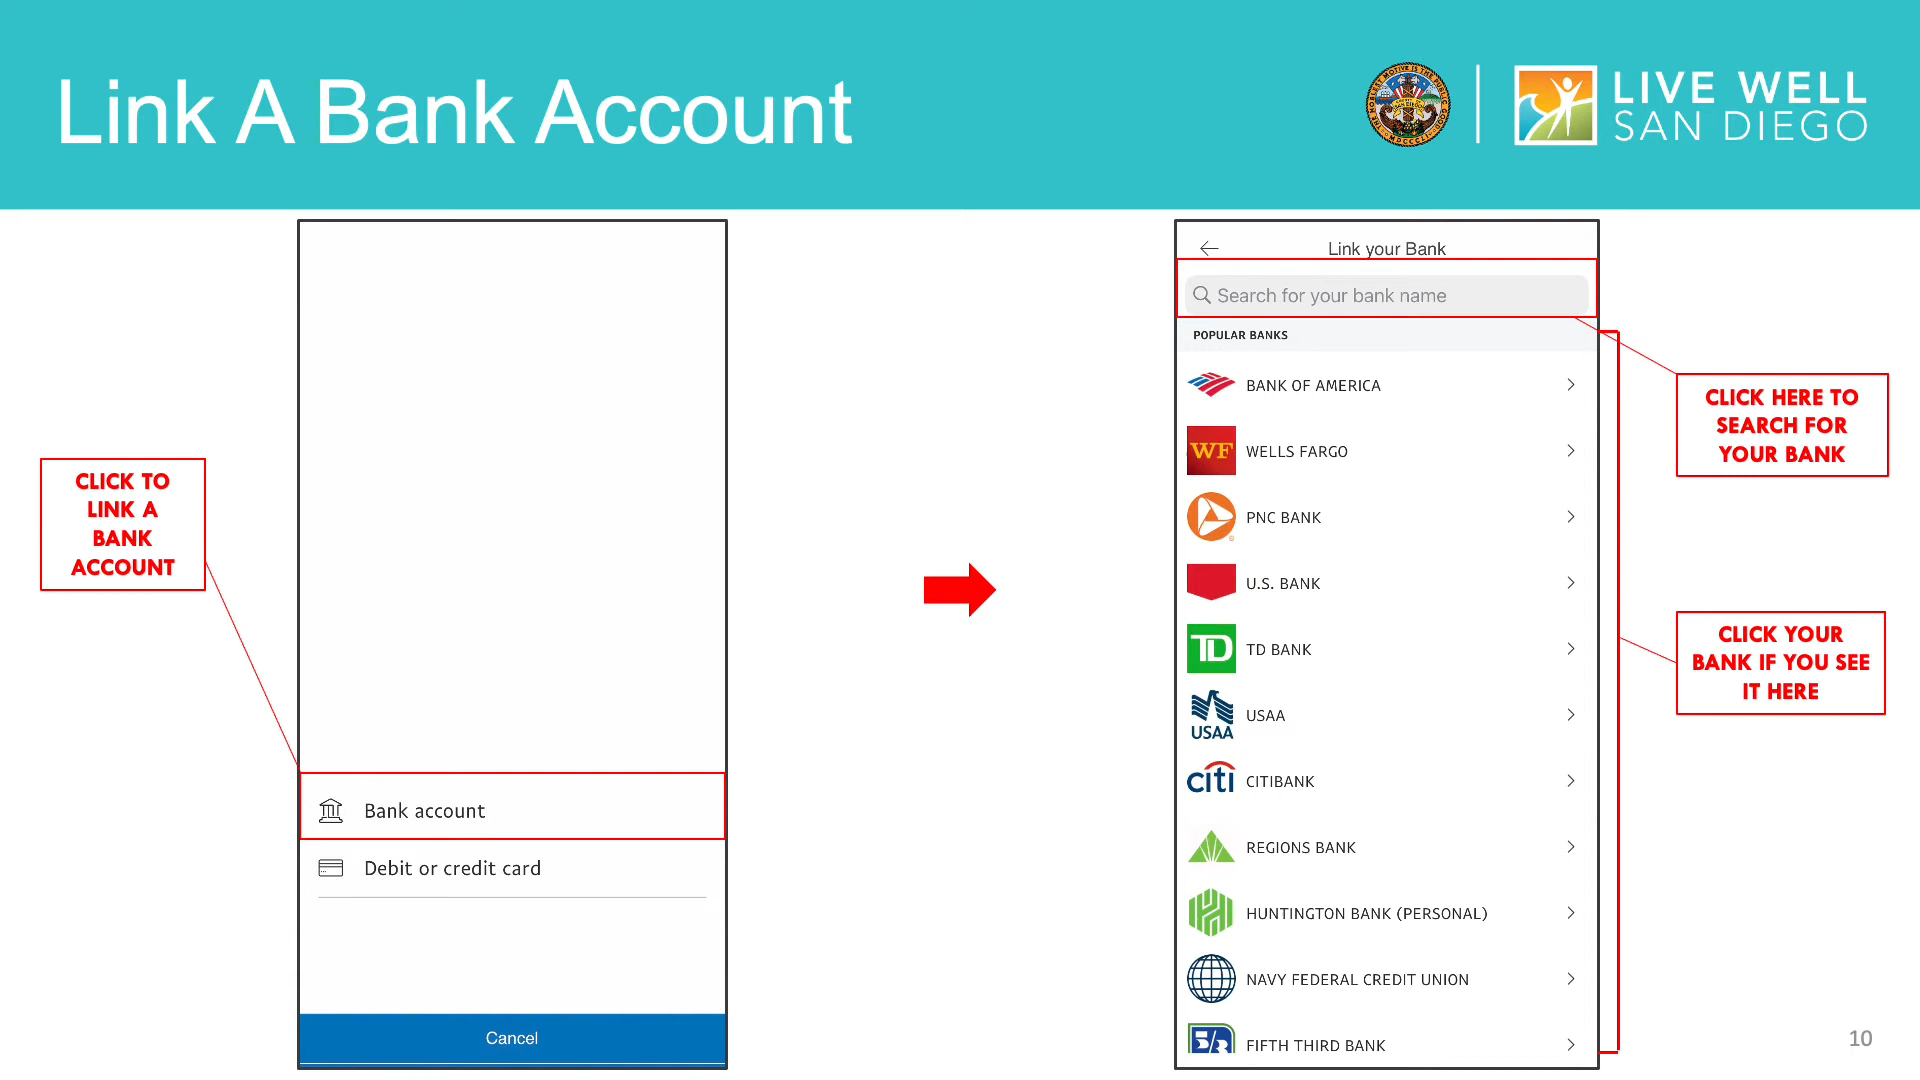 Link A Bank Account
LIVE WELL
SAN DIEGO
CLICK TO
LINK A
BANK
ACCOUNT
Bank account
Debit or credit card
Cancel
Link your Bank
Search for your bank name
POPULAR BANKS
BANK OF AMERICA
WF WELLS FARGO
PNC BANK
U.S. BANK
TD TD BANK
USAA USAA
citi CITIBANK
REGIONS BANK
HUNTINGTON BANK (PERSONAL)
NAVY FEDERAL CREDIT UNION
5/3 FIFTH THIRD BANK
CLICK HERE TO
SEARCH FOR
YOUR BANK
CLICK YOUR
BANK IF YOU SEE
IT HERE
10